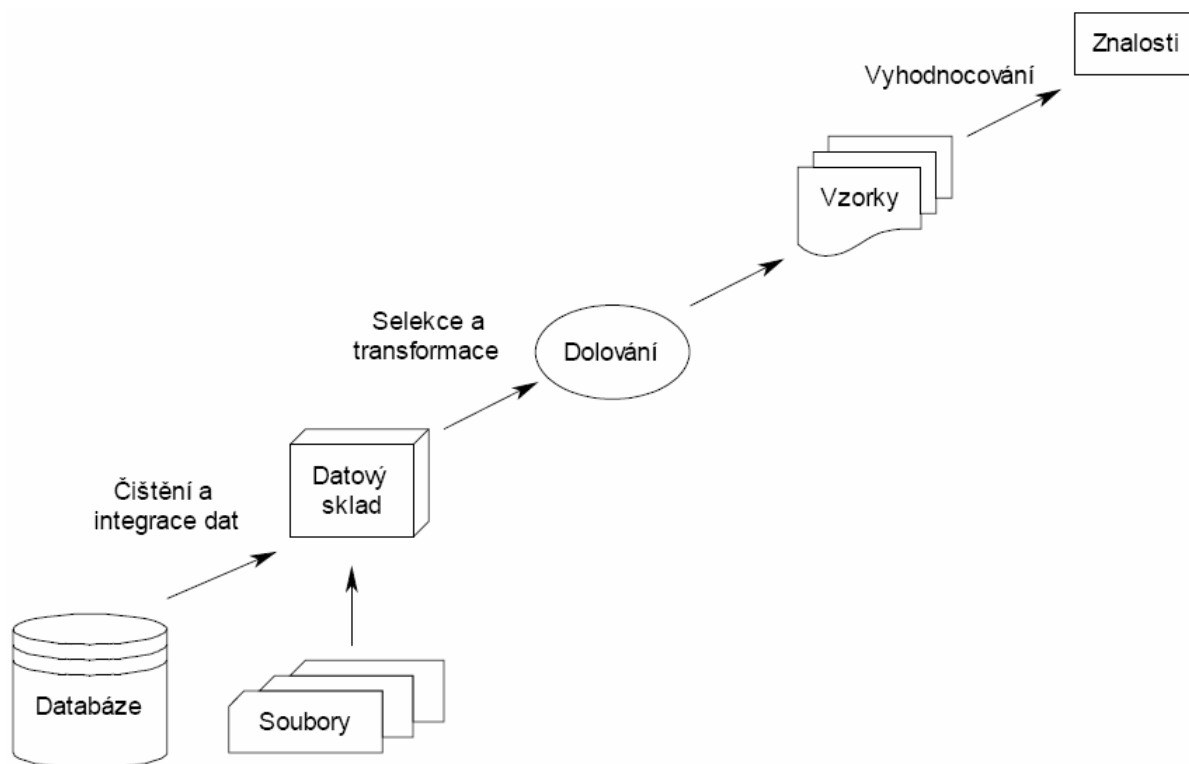 Znalosti
Vyhodnocování
Vzorky
Selekce a
transformace
Dolování
Datový
sklad
Čištění a
integrace dat
Databáze
Soubory